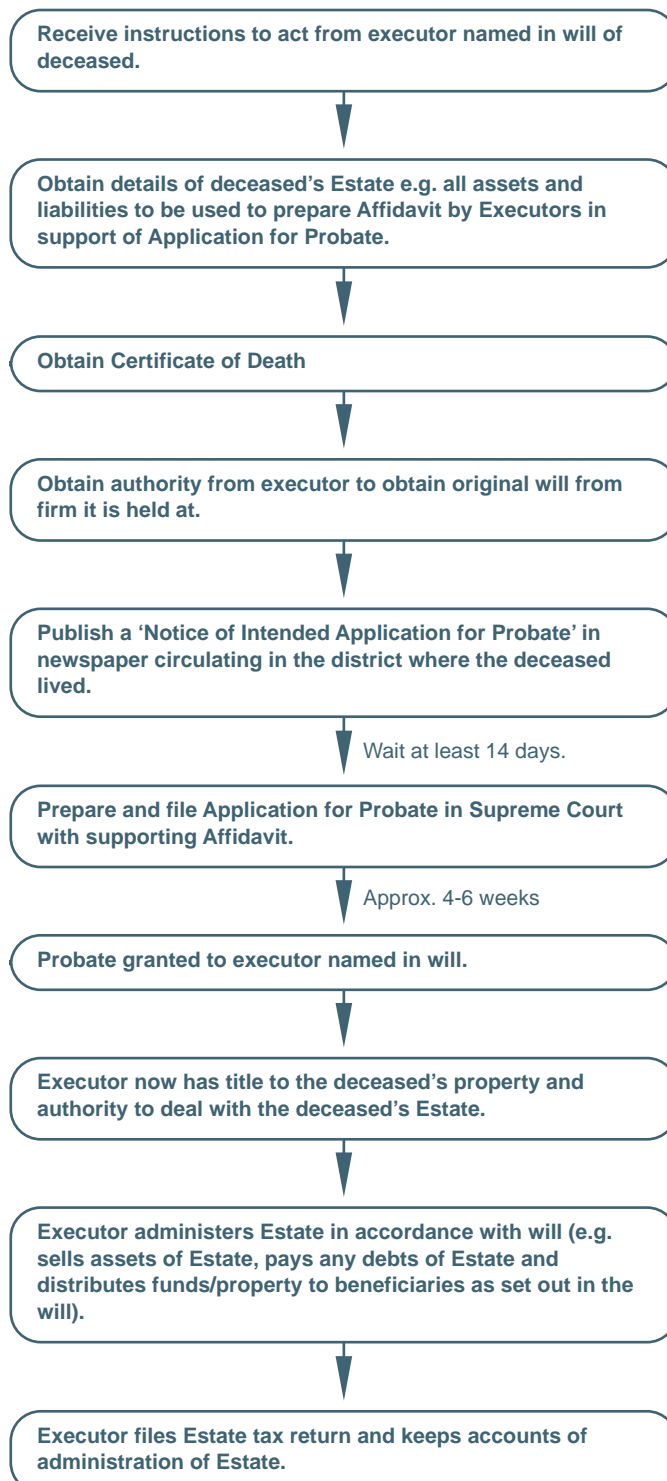 Receive instructions to act from executor named in will of
deceased.
Obtain details of deceased’s Estate e.g. all assets and
liabilities to be used to prepare Affidavit by Executors in
support of Application for Probate.
Obtain Certificate of Death
Obtain authority from executor to obtain original will from
firm it is held at.
Publish a ‘Notice of Intended Application for Probate’ in
newspaper circulating in the district where the deceased
lived.
Wait at least 14 days.
Prepare and file Application for Probate in Supreme Court
with supporting Affidavit.
Approx. 4-6 weeks
Probate granted to executor named in will.
Executor now has title to the deceased’s property and
authority to deal with the deceased’s Estate.
Executor administers Estate in accordance with will (e.g.
sells assets of Estate, pays any debts of Estate and
distributes funds/property to beneficiaries as set out in the
will).
Executor files Estate tax return and keeps accounts of
administration of Estate.